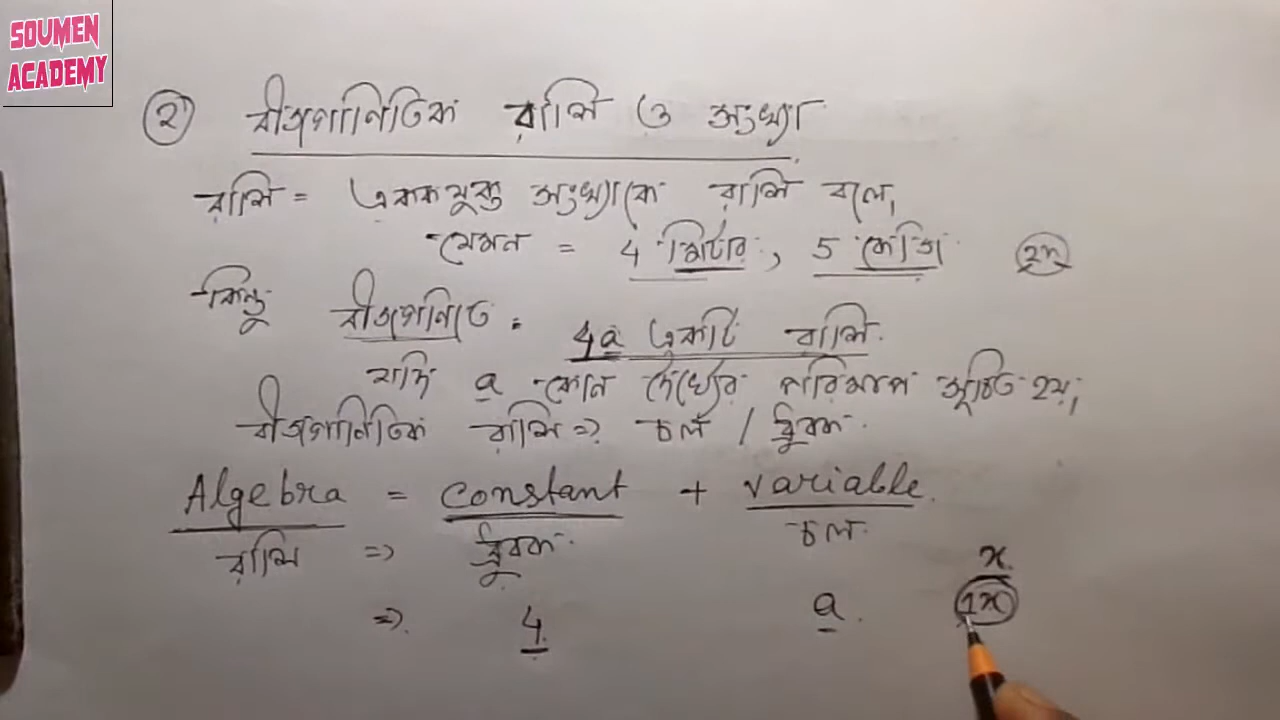 SOUMEN
ACADEMY
২) বীজগাণিতিক রাশি ও সংখ্যা
রাশি = এককযুক্ত সংখ্যাকে রাশি বলে,
যেমন = 4 মিটার, 5 কেজি
কিন্তু বীজগণিতে : 4a একটি রাশি.
যদি a কোন দৈর্ঘ্যের পরিমাপ সূচিত হয়,
বীজগাণিতিক রাশি => চল / ধ্রুবক.
Algebra = Constant + variable.
রাশি => ধ্রুবক. চল.
x.
=> 4. a. 1x